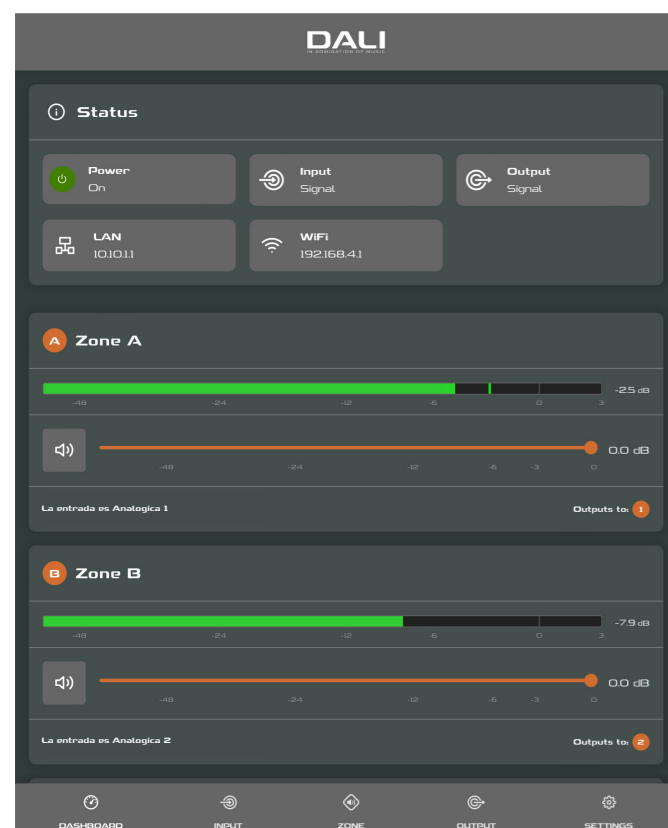 DALI
IN ADMIRATION OF MUSIC
Status
Power
On
Input
Signal
Output
Signal
LAN
10.10.1.1
WiFi
192.168.4.1
A Zone A
-2.5 dB
-48 -24 -12 -6 0 3
0.0 dB
-48 -24 -12 -6 -3 0
La entrada es Analogica 1 Outputs to: 1
B Zone B
-7.9 dB
-48 -24 -12 -6 0 3
0.0 dB
-48 -24 -12 -6 -3 0
La entrada es Analogica 2 Outputs to: 2
DASHBOARD INPUT ZONE OUTPUT SETTINGS